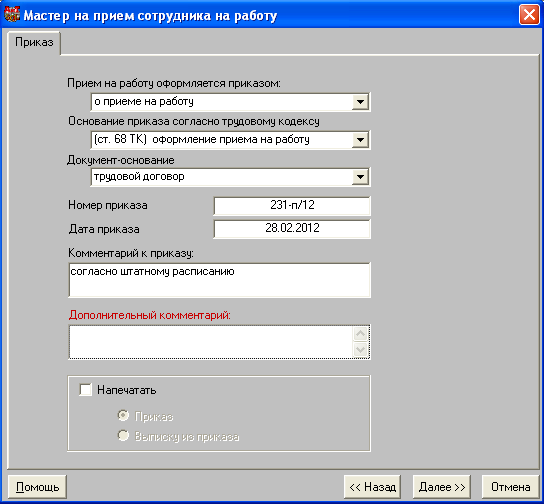 Мастер на прием сотрудника на работу
Приказ
Прием на работу оформляется приказом:
о приеме на работу
Основание приказа согласно трудовому кодексу
(ст. 68 ТК) оформление приема на работу
Документ-основание
трудовой договор
Номер приказа 231-п/12
Дата приказа 28.02.2012
Комментарий к приказу:
согласно штатному расписанию
Дополнительный комментарий:
Напечатать
Приказ
Выписку из приказа
Помощь << Назад Далее >> Отмена